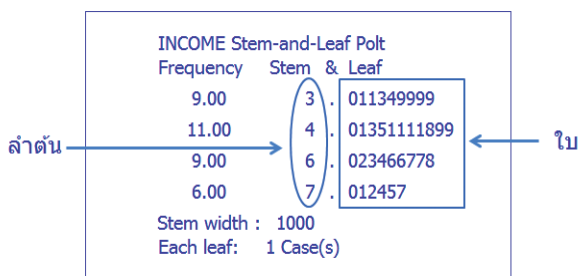 INCOME Stem-and-Leaf Polt
Frequency Stem & Leaf
9.00 3 . 011349999
11.00 4 . 01351111899
ลำต้น
ใบ
9.00 6 . 023466778
6.00 7 . 012457
Stem width : 1000
Each leaf: 1 Case(s)